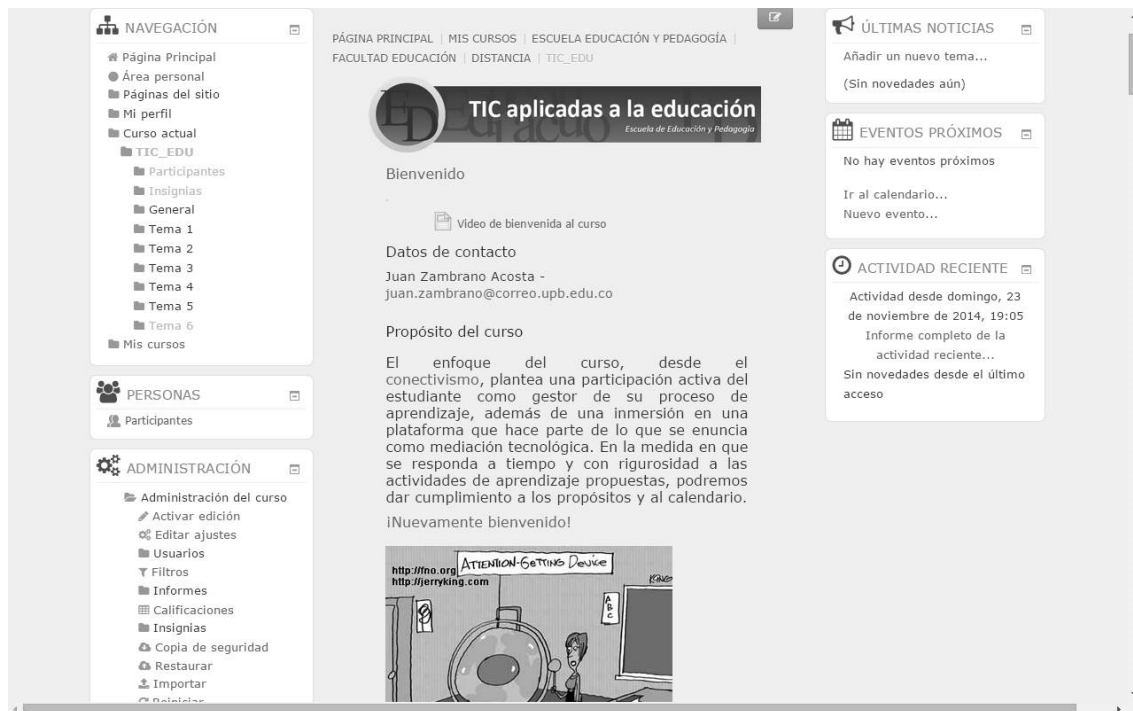 NAVEGACIÓN
Página Principal
Área personal
Páginas del sitio
Mi perfil
Curso actual
TIC_EDU
Participantes
Insignias
General
Tema 1
Tema 2
Tema 3
Tema 4
Tema 5
Tema 6
Mis cursos
PERSONAS
Participantes
ADMINISTRACIÓN
Administración del curso
Activar edición
Editar ajustes
Usuarios
Filtros
Informes
Calificaciones
Insignias
Copia de seguridad
Restaurar
Importar
Reiniciar
PÁGINA PRINCIPAL | MIS CURSOS | ESCUELA EDUCACIÓN Y PEDAGOGÍA |
FACULTAD EDUCACIÓN | DISTANCIA | TIC_EDU
TIC aplicadas a la educación
Escuela de Educación y Pedagogía
Bienvenido
Video de bienvenida al curso
Datos de contacto
Juan Zambrano Acosta -
juan.zambrano@correo.upb.edu.co
Propósito del curso
El enfoque del curso, desde el
conectivismo, plantea una participación activa del
estudiante como gestor de su proceso de
aprendizaje, además de una inmersión en una
plataforma que hace parte de lo que se enuncia
como mediación tecnológica. En la medida en que
se responda a tiempo y con rigurosidad a las
actividades de aprendizaje propuestas, podremos
dar cumplimiento a los propósitos y al calendario.
¡Nuevamente bienvenido!
http://fno.org
http://jerryking.com
ATTENTION-GETTING DEVICE
KING
A
B
C
ÚLTIMAS NOTICIAS
Añadir un nuevo tema...
(Sin novedades aún)
EVENTOS PRÓXIMOS
No hay eventos próximos
Ir al calendario...
Nuevo evento...
ACTIVIDAD RECIENTE
Actividad desde domingo, 23
de noviembre de 2014, 19:05
Informe completo de la
actividad reciente...
Sin novedades desde el último
acceso